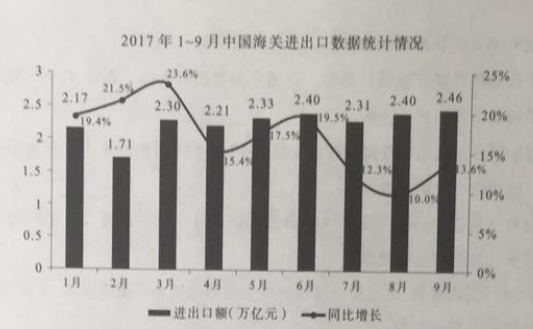 2017年1~9月中国海关进出口数据统计情况
3 25%
2.5 20%
2 15%
1.5 10%
1 5%
0.5 0%
0
2.17 1.71 2.30 2.21 2.33 2.40 2.31 2.40 2.46
19.4% 21.5% 23.6% 15.4% 17.5% 19.5% 12.3% 10.0% 13.6%
1月 2月 3月 4月 5月 6月 7月 8月 9月
进出口额(万亿元) 同比增长